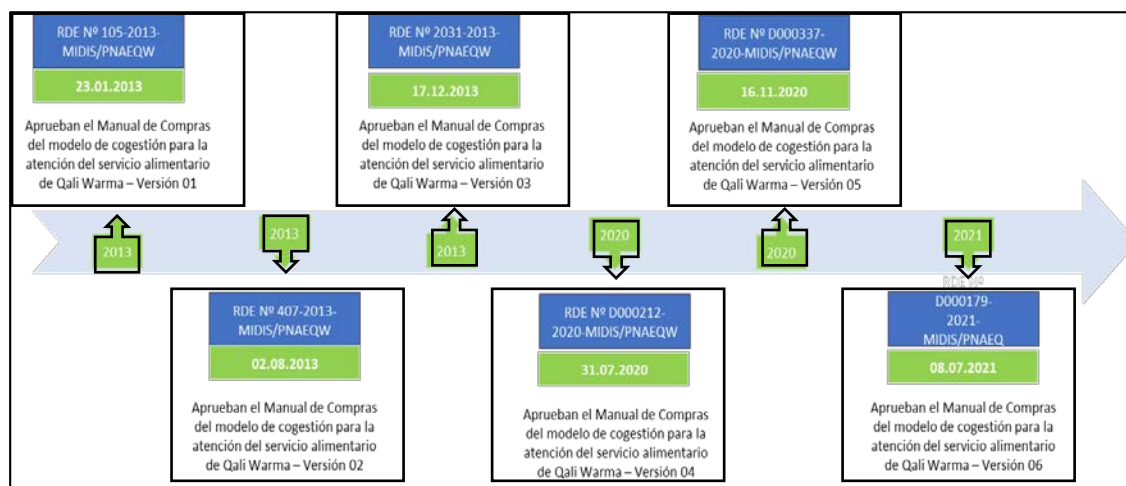 RDE Nº 105-2013-
MIDIS/PNAEQW
23.01.2013
Aprueban el Manual de Compras
del modelo de cogestión para la
atención del servicio alimentario
de Qali Warma – Versión 01
RDE Nº 2031-2013-
MIDIS/PNAEQW
17.12.2013
Aprueban el Manual de Compras
del modelo de cogestión para la
atención del servicio alimentario
de Qali Warma – Versión 03
RDE Nº D000337-
2020-MIDIS/PNAEQW
16.11.2020
Aprueban el Manual de Compras
del modelo de cogestión para la
atención del servicio alimentario
de Qali Warma – Versión 05
2013
2013
2013
2020
2020
2021
RDE Nº 407-2013-
MIDIS/PNAEQW
02.08.2013
Aprueban el Manual de Compras
del modelo de cogestión para la
atención del servicio alimentario
de Qali Warma – Versión 02
RDE Nº D000212-
2020-MIDIS/PNAEQW
31.07.2020
Aprueban el Manual de Compras
del modelo de cogestión para la
atención del servicio alimentario
de Qali Warma – Versión 04
RDE Nº
D000179-
2021-
MIDIS/PNAEQ
08.07.2021
Aprueban el Manual de Compras
del modelo de cogestión para la
atención del servicio alimentario
de Qali Warma – Versión 06